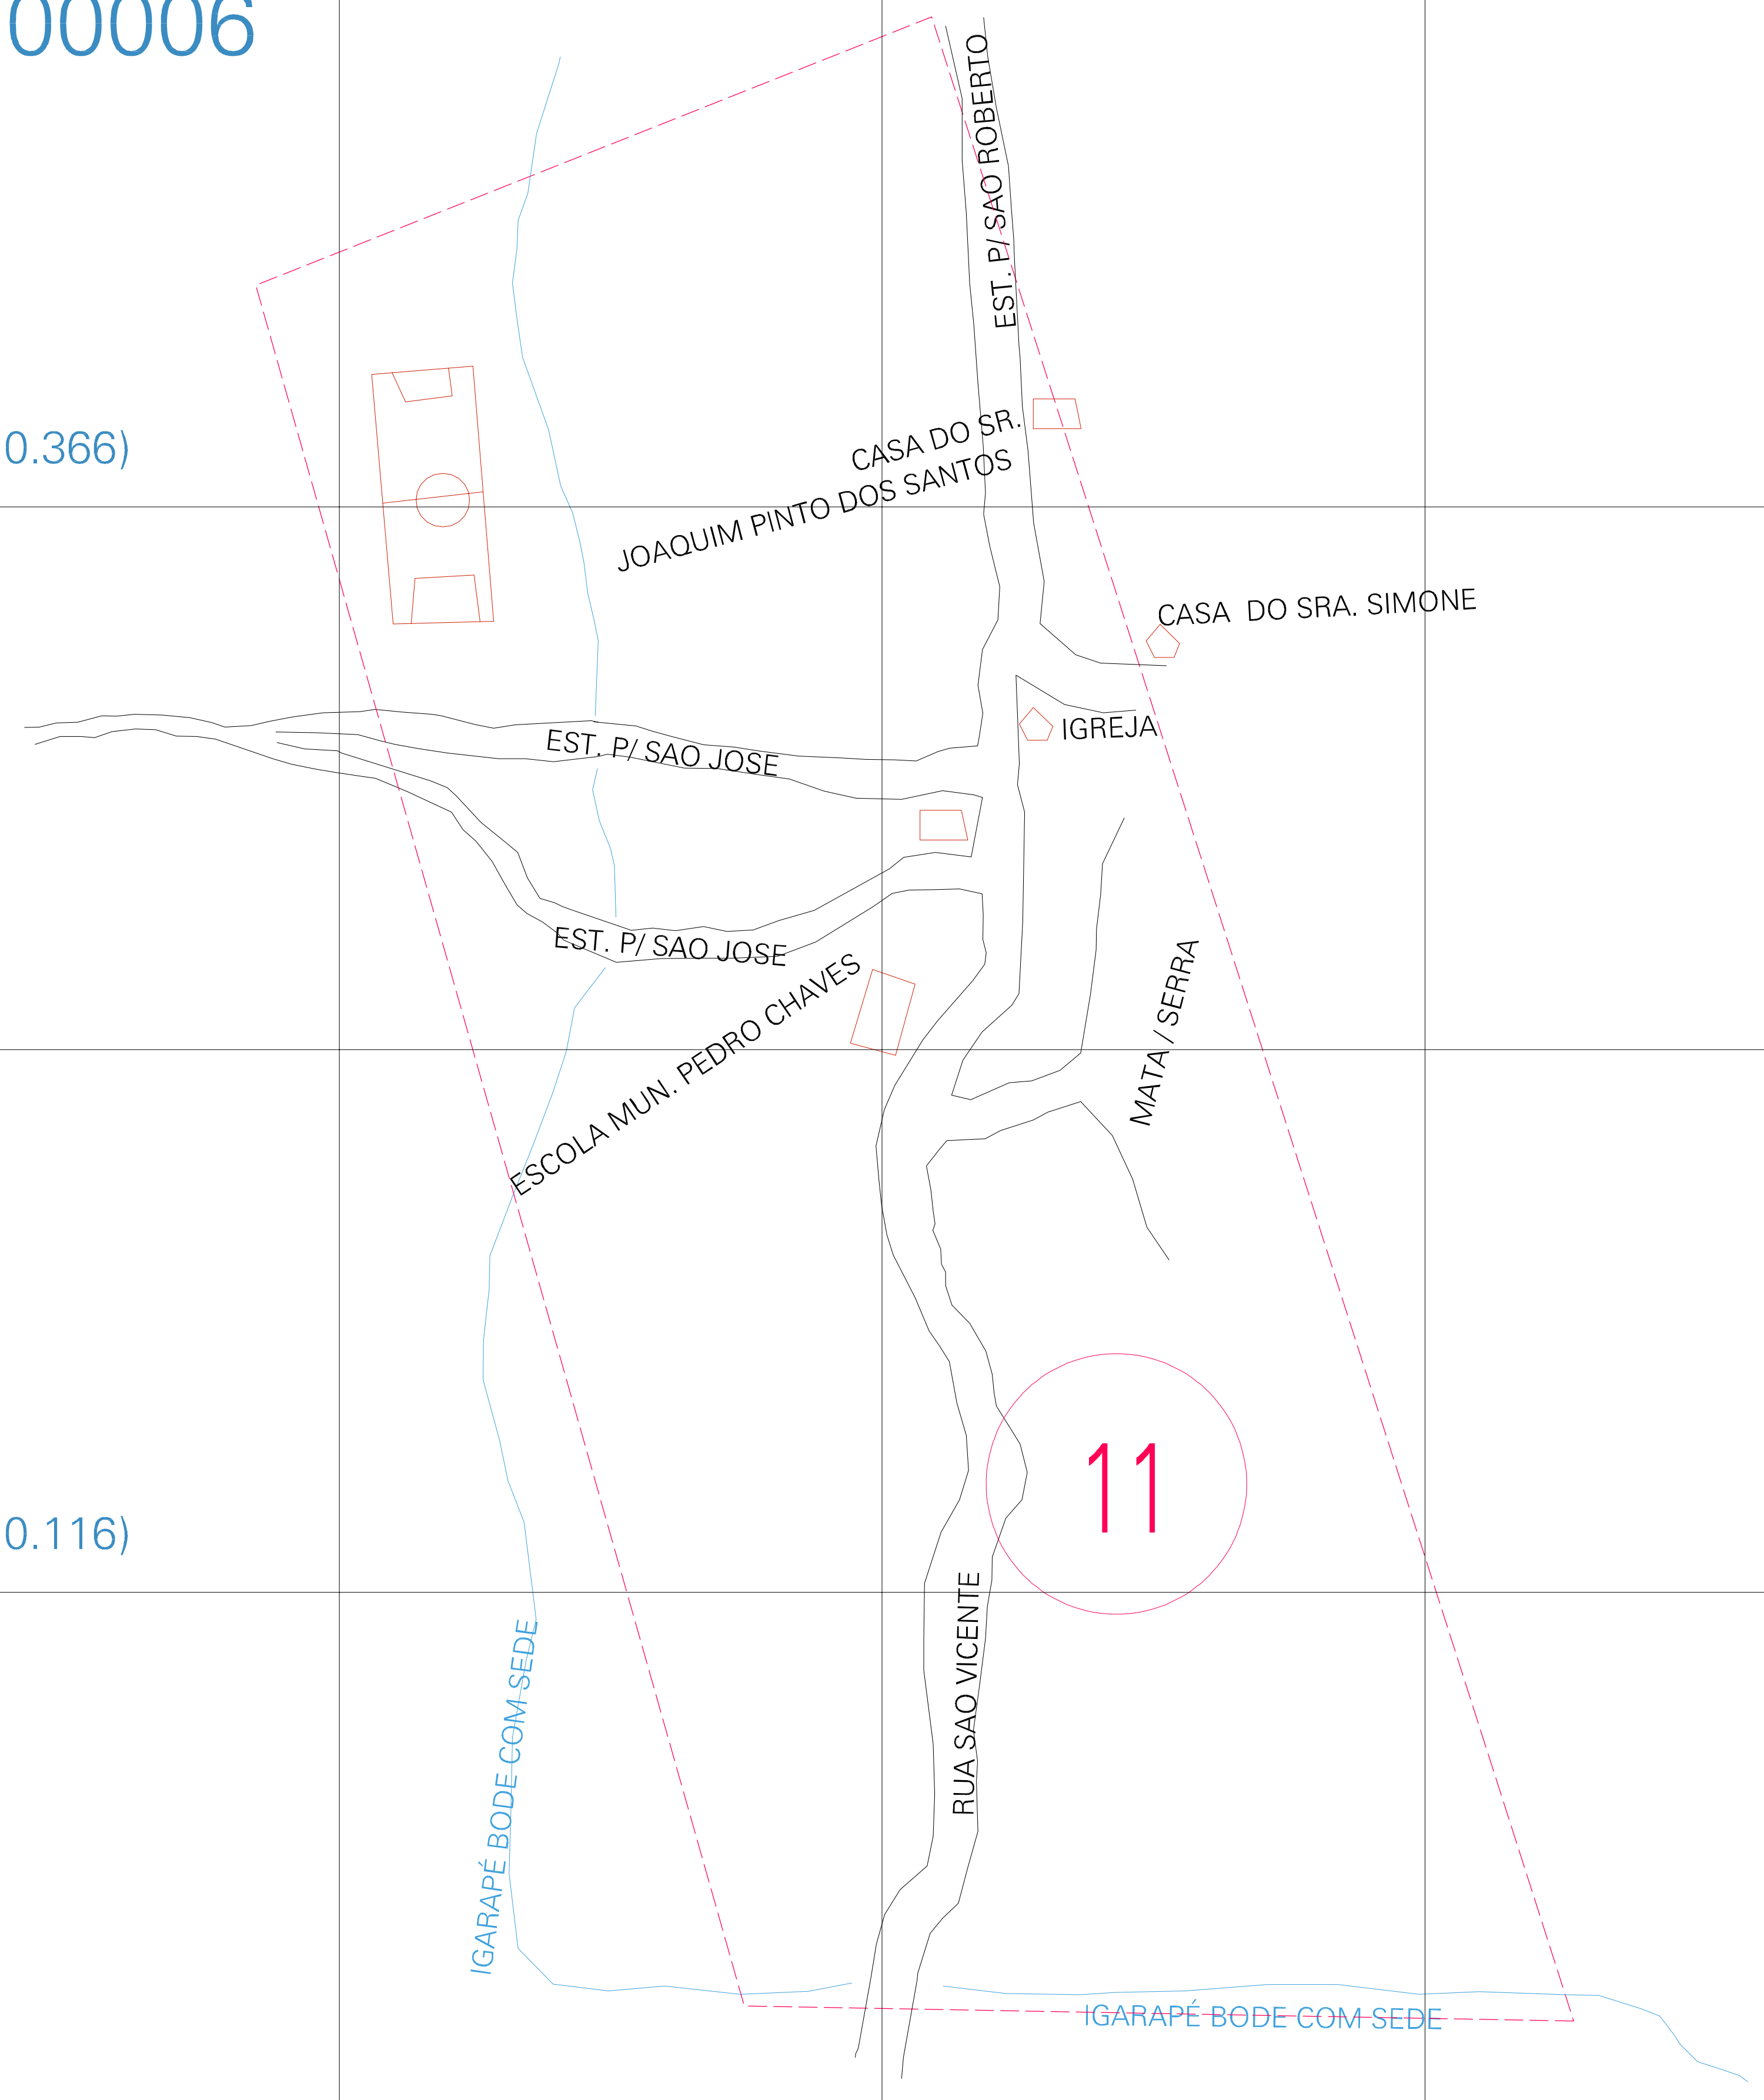 00006
EST. P/ SAO ROBERTO
0.366)
CASA DO SR.
JOAQUIM PINTO DOS SANTOS
CASA DO SRA. SIMONE
IGREJA
EST. P/ SAO JOSE
EST. P/ SAO JOSE
ESCOLA MUN. PEDRO CHAVES
MATA / SERRA
11
0.116)
RUA SAO VICENTE
IGARAPÉ BODE COM SEDE
IGARAPÉ BODE COM SEDE